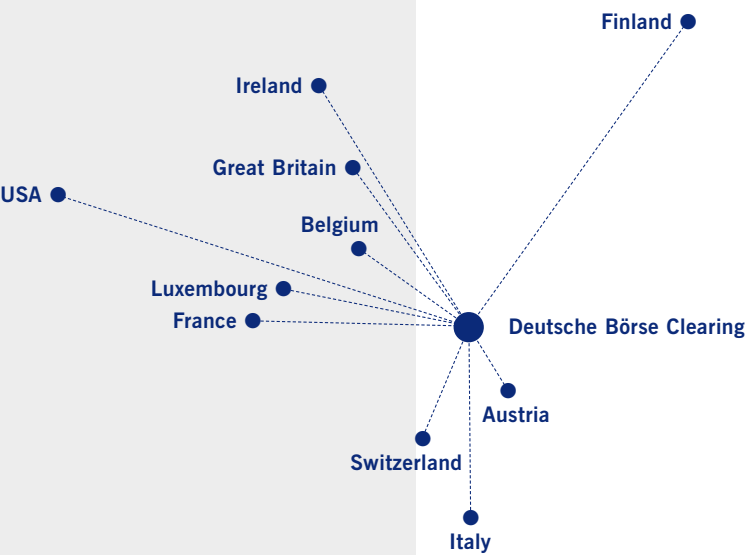 Finland
Ireland
Great Britain
USA
Belgium
Luxembourg
France
Deutsche Börse Clearing
Austria
Switzerland
Italy